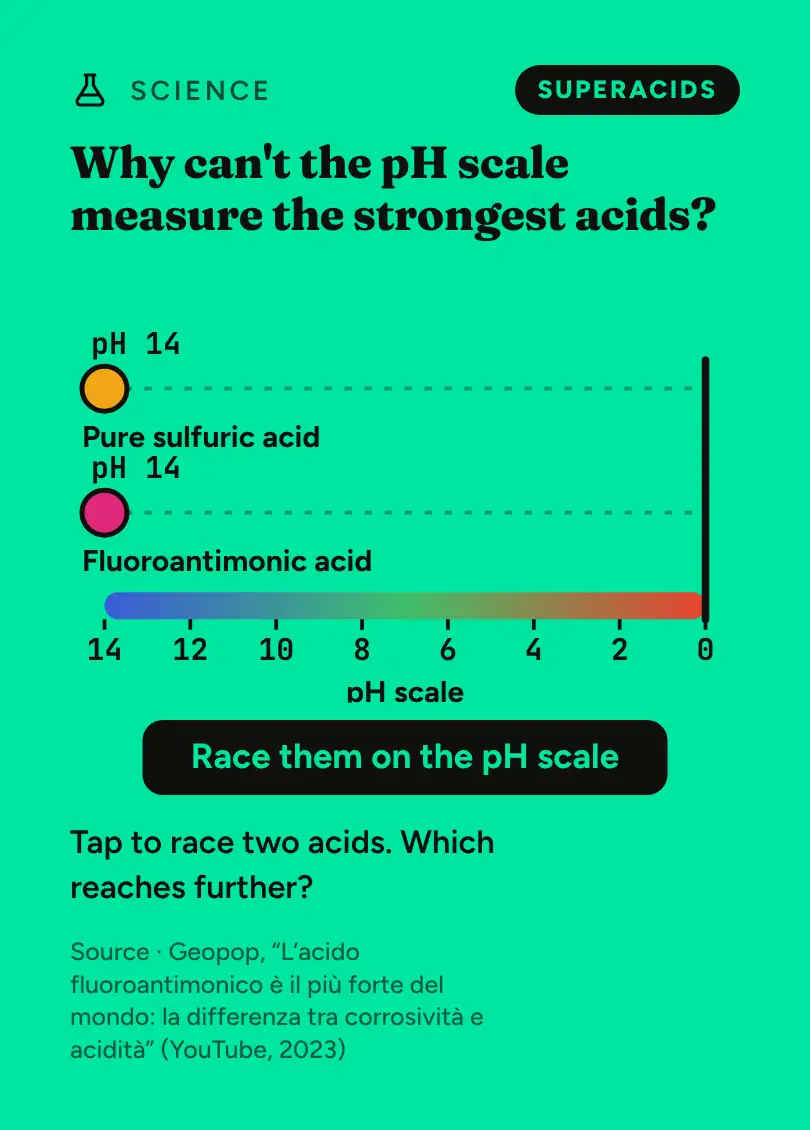 SCIENCE
SUPERACIDS
Why can't the pH scale
measure the strongest acids?
pH 14
Pure sulfuric acid
pH 14
Fluoroantimonic acid
14 12 10 8 6 4 2 0
pH scale
Race them on the pH scale
Tap to race two acids. Which
reaches further?
Source · Geopop, “L’acido
fluoroantimonico è il più forte del
mondo: la differenza tra corrosività e
acidità” (YouTube, 2023)